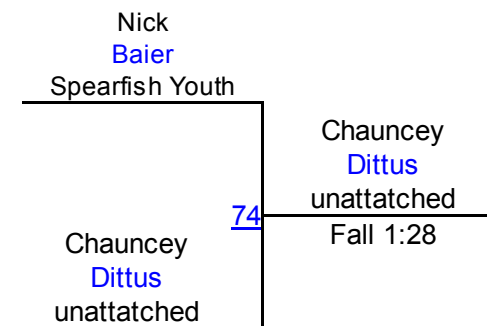 Nick
Baier
Spearfish Youth
Chauncey
Dittus
unattatched
74
Fall 1:28
Chauncey
Dittus
unattatched